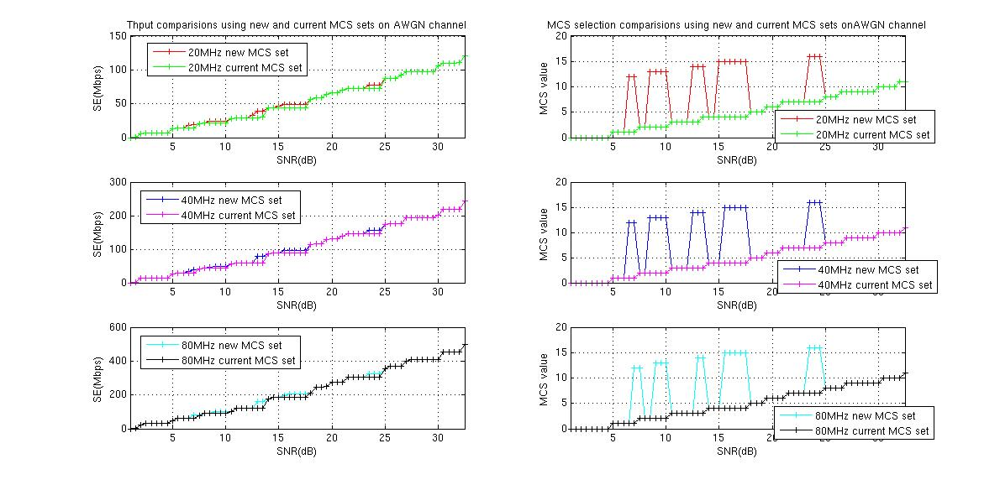 Thput comparisions using new and current MCS sets on AWGN channel
150
100
50
0
SE(Mbps)
5 10 15 20 25 30
SNR(dB)
20MHz new MCS set
20MHz current MCS set
MCS selection comparisions using new and current MCS sets onAWGN channel
20
15
10
5
0
MCS value
5 10 15 20 25 30
SNR(dB)
20MHz new MCS set
20MHz current MCS set
300
200
100
0
SE(Mbps)
5 10 15 20 25 30
SNR(dB)
40MHz new MCS set
40MHz current MCS set
20
15
10
5
0
MCS value
5 10 15 20 25 30
SNR(dB)
40MHz new MCS set
40MHz current MCS set
600
400
200
0
SE(Mbps)
5 10 15 20 25 30
SNR(dB)
80MHz new MCS set
80MHz current MCS set
20
15
10
5
0
MCS value
5 10 15 20 25 30
SNR(dB)
80MHz new MCS set
80MHz current MCS set